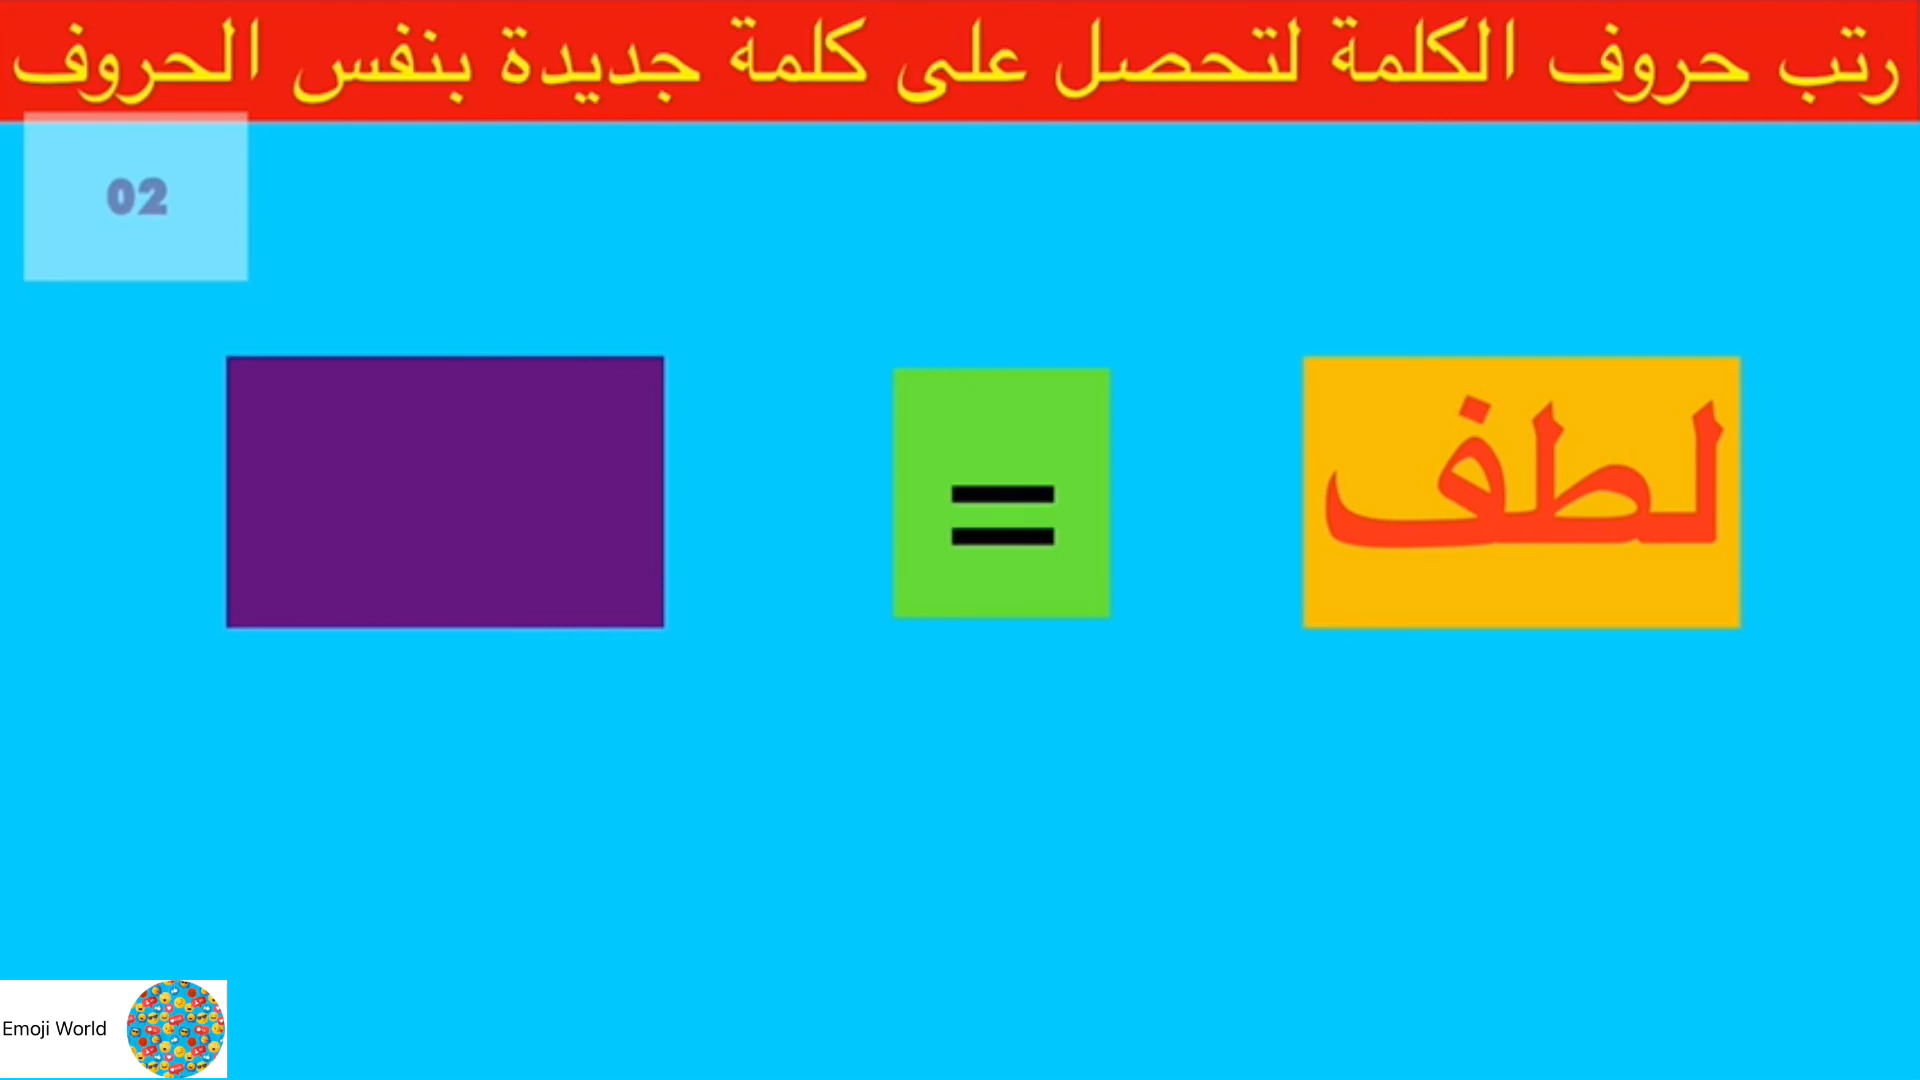 رتب حروف الكلمة لتحصل على كلمة جديدة بنفس الحروف
02
لطف =
Emoji World